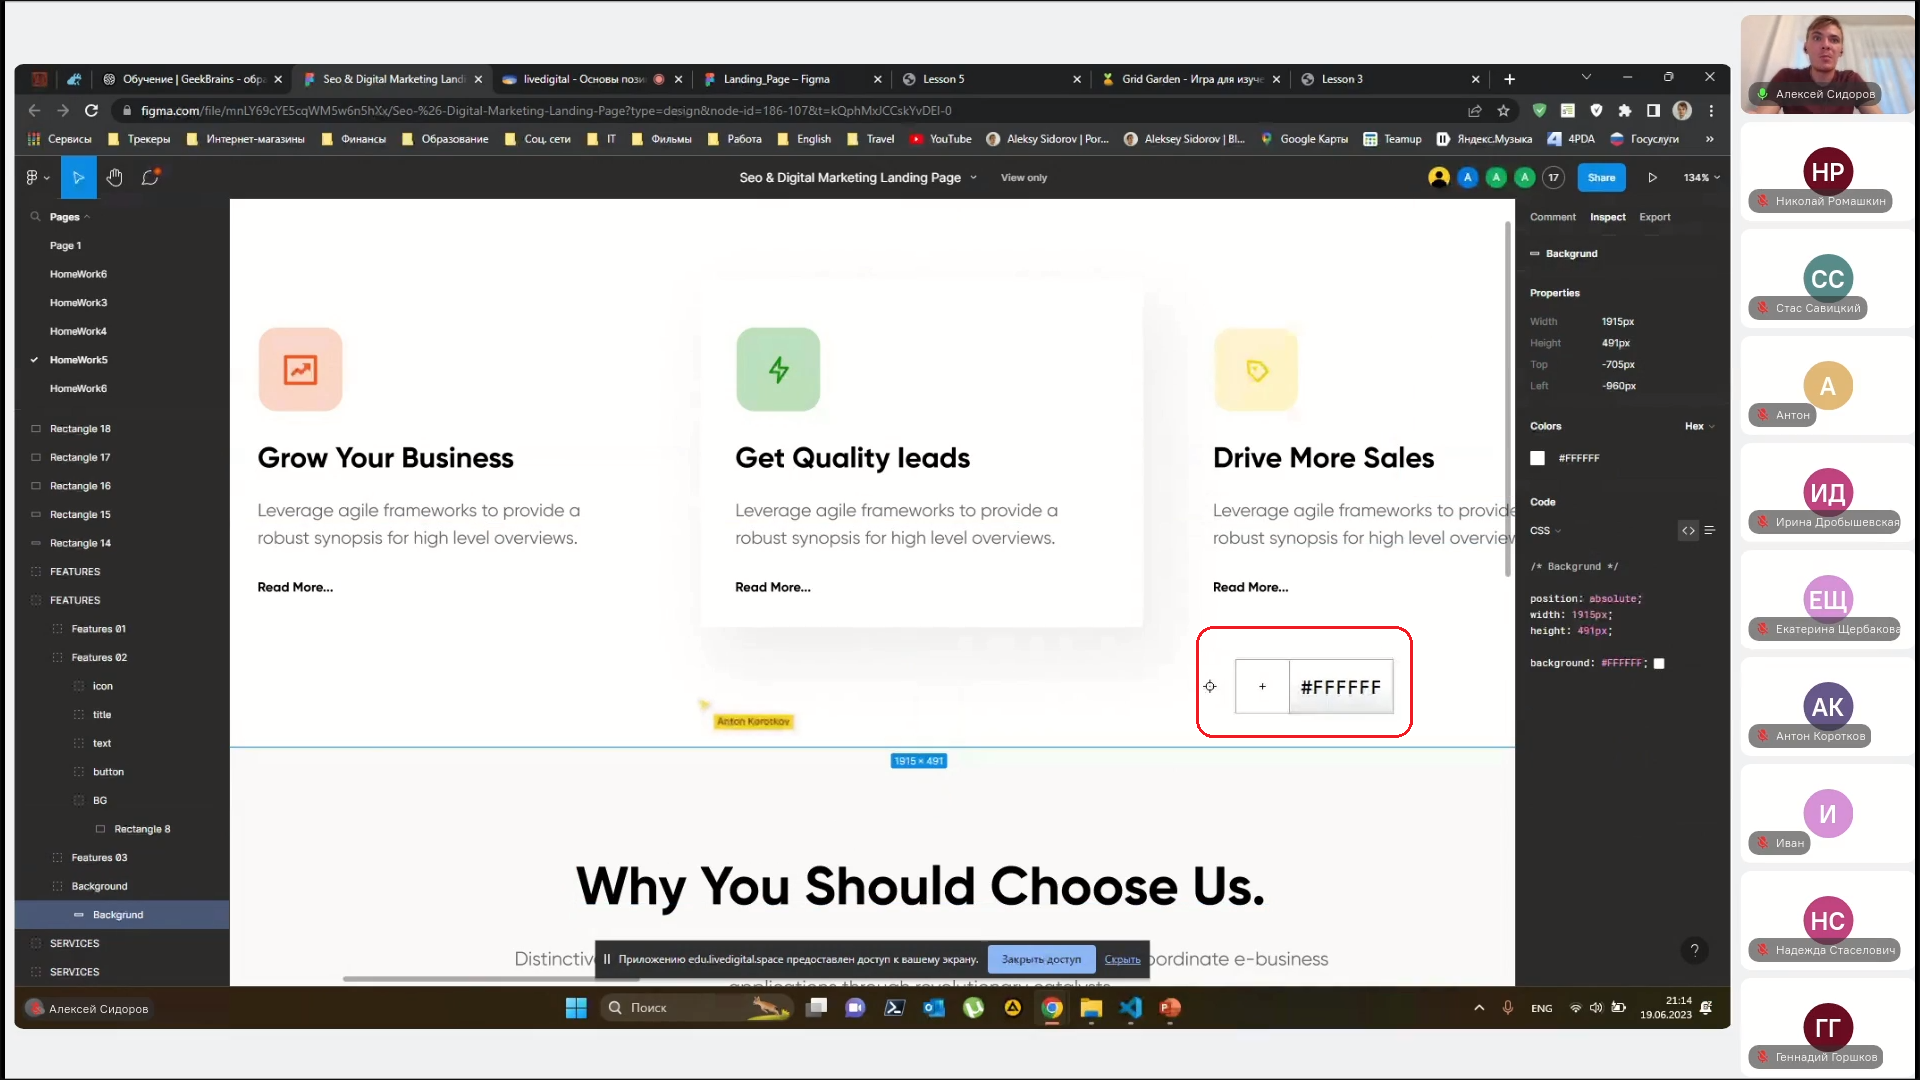 Обучение | GeekBrains - обра
Seo & Digital Marketing Landi
livedigital - Основы пози
Landing_Page – Figma
Lesson 5
Grid Garden - Игра для изуче
Lesson 3
figma.com/file/mnLY69cYE5cqWM5w6n5hXx/Seo-%26-Digital-Marketing-Landing-Page?type=design&node-id=186-107&t=kQphMxJCCskYvDEI-0
Сервисы
Трекеры
Интернет-магазины
Финансы
Образование
Соц. сети
IT
Фильмы
Работа
English
Travel
YouTube
Aleksy Sidorov | Por...
Aleksey Sidorov | Bl...
Google Карты
Teamup
Яндекс.Музыка
4PDA
Госуслуги
»
Seo & Digital Marketing Landing Page
View only
A
A
A
17
Share
134%
Pages
Page 1
HomeWork6
HomeWork3
HomeWork4
HomeWork5
HomeWork6
Rectangle 18
Rectangle 17
Rectangle 16
Rectangle 15
Rectangle 14
FEATURES
FEATURES
Features 01
Features 02
icon
title
text
button
BG
Rectangle 8
Features 03
Background
Backgrund
SERVICES
SERVICES
Grow Your Business
Leverage agile frameworks to provide a
robust synopsis for high level overviews.
Read More...
Get Quality leads
Leverage agile frameworks to provide a
robust synopsis for high level overviews.
Read More...
Drive More Sales
Leverage agile frameworks to provide
robust synopsis for high level overview
Read More...
#FFFFFF
Anton Korotkov
1915 × 491
Why You Should Choose Us.
Distinctiv
oordinate e-business
applications through revolutionary catalysts
Приложению edu.livedigital.space предоставлен доступ к вашему экрану.
Закрыть доступ
Скрыть
Comment
Inspect
Export
Backgrund
Properties
Width 1915px
Height 491px
Top -705px
Left -960px
Colors
Hex
#FFFFFF
Code
CSS
/* Backgrund */
position: absolute;
width: 1915px;
height: 491px;
background: #FFFFFF;
?
Алексей Сидоров
Поиск
ENG
21:14
19.06.2023
Алексей Сидоров
НР
Николай Ромашкин
СС
Стас Савицкий
А
Антон
ИД
Ирина Дробышевская
ЕЩ
Екатерина Щербакова
АК
Антон Коротков
И
Иван
НС
Надежда Стаселович
ГГ
Геннадий Горшков